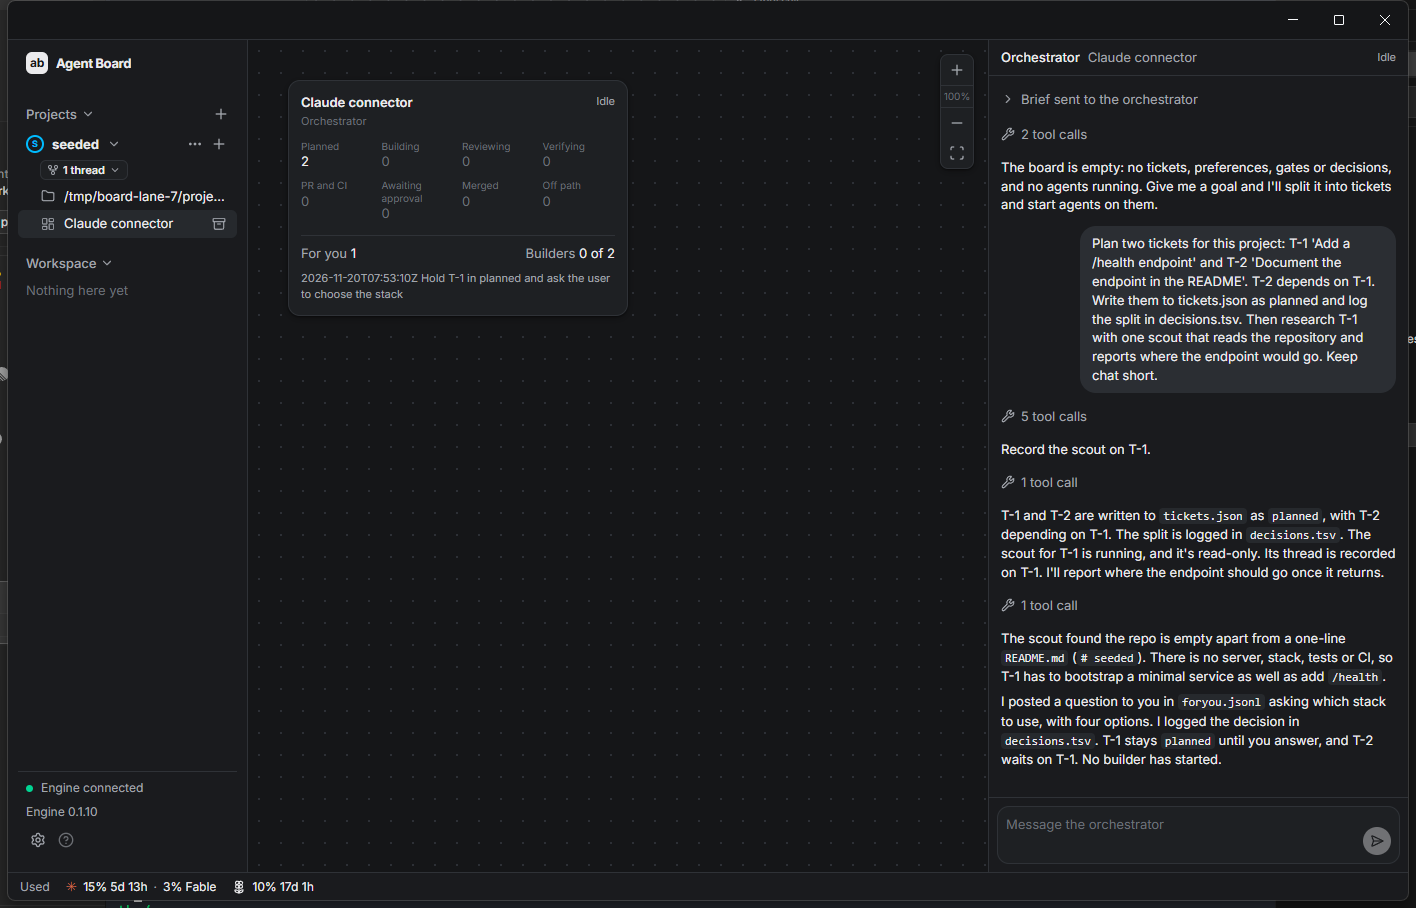 ab Agent Board
Projects
S seeded
1 thread
/tmp/board-lane-7/proje...
Claude connector
Workspace
Nothing here yet
Engine connected
Engine 0.1.10
Claude connector
Idle
Orchestrator
Planned Building Reviewing Verifying
2 0 0 0
PR and CI Awaiting approval Merged Off path
0 0 0 0
For you 1 Builders 0 of 2
2026-11-20T07:53:10Z Hold T-1 in planned and ask the user
to choose the stack
100%
Orchestrator Claude connector Idle
Brief sent to the orchestrator
2 tool calls
The board is empty: no tickets, preferences, gates or decisions,
and no agents running. Give me a goal and I'll split it into tickets
and start agents on them.
Plan two tickets for this project: T-1 'Add a
/health endpoint' and T-2 'Document the
endpoint in the README'. T-2 depends on T-1.
Write them to tickets.json as planned and log
the split in decisions.tsv. Then research T-1
with one scout that reads the repository and
reports where the endpoint would go. Keep
chat short.
5 tool calls
Record the scout on T-1.
1 tool call
T-1 and T-2 are written to tickets.json as planned, with T-2
depending on T-1. The split is logged in decisions.tsv. The
scout for T-1 is running, and it's read-only. Its thread is recorded
on T-1. I'll report where the endpoint should go once it returns.
1 tool call
The scout found the repo is empty apart from a one-line
README.md (# seeded). There is no server, stack, tests or CI, so
T-1 has to bootstrap a minimal service as well as add /health.
I posted a question to you in foryou.jsonl asking which stack
to use, with four options. I logged the decision in
decisions.tsv. T-1 stays planned until you answer, and T-2
waits on T-1. No builder has started.
Message the orchestrator
Used 15% 5d 13h · 3% Fable 10% 17d 1h